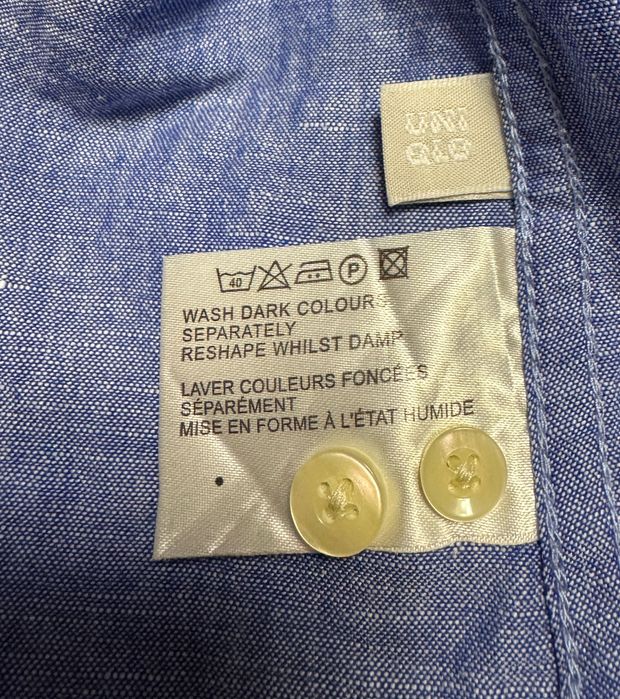 UNI
QLO
40 P
WASH DARK COLOURS
SEPARATELY
RESHAPE WHILST DAMP
LAVER COULEURS FONCÉES
SÉPARÉMENT
MISE EN FORME À L'ÉTAT HUMIDE